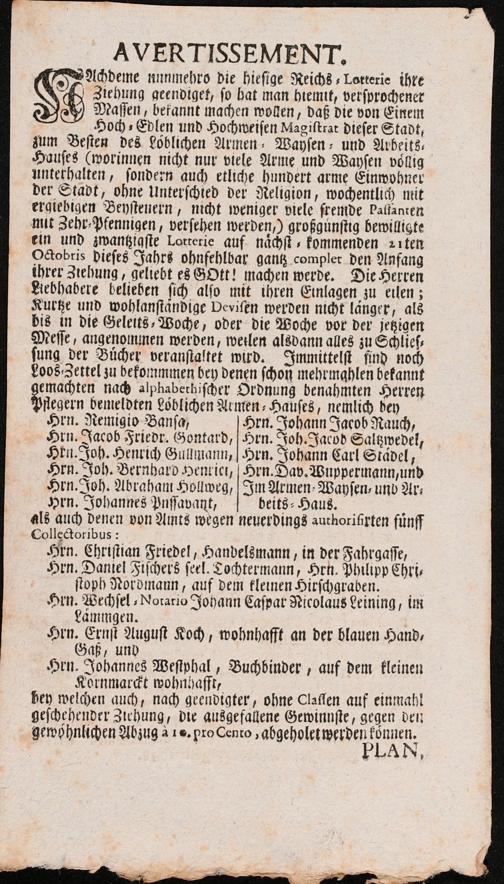 AVERTISSEMENT.
NAchdeme nunmehro die hiesige Reichs-Lotterie ihre
Ziehung geendiget, so hat man hiemit, versprochener
Massen, bekannt machen wollen, daß die von Einem
Hoch-Edlen und Hochweisen Magistrat dieser Stadt,
zum Besten des Löblichen Armen-Waysen- und Arbeits-
Hauses (worinnen nicht nur viele Arme und Waysen völlig
unterhalten, sondern auch etliche hundert arme Einwohner
der Stadt, ohne Unterschied der Religion, wochentlich mit
ergiebigen Beysteuern, nicht weniger viele fremde Passanten
mit Zehr-Pfennigen, versehen werden,) großgünstig bewilligte
ein und zwantzigste Lotterie auf nächst-kommenden 21ten
Octobris dieses Jahrs ohnfehlbar gantz complet den Anfang
ihrer Ziehung, geliebt es GOtt! machen werde. Die Herren
Liebhabere belieben sich also mit ihren Einlagen zu eilen;
Kurtze und wohlanständige Devisen werden nicht länger, als
bis in die Geleits-Woche, oder die Woche vor der jetzigen
Messe, angenommen werden, weilen alsdann alles zu Schlies-
sung der Bücher veranstaltet wird. Immittelst sind noch
Loos-Zettel zu bekommmen bey denen schon mehrmahlen bekannt
gemachten nach alphabethischer Ordnung benahmten Herren
Pflegern bemeldten Löblichen Armen-Hauses, nemlich bey
Hrn. Remigio Bansa,
Hrn. Jacob Friedr. Gontard,
Hrn. Joh. Henrich Gullmann,
Hrn. Joh. Bernhard Henrici,
Hrn. Joh. Abraham Hollweg,
Hrn. Johannes Passavant,
Hrn. Johann Jacob Rauch,
Hrn. Joh. Jacob Saltzwedel,
Hrn. Johann Carl Städel,
Hrn. Dav. Wuppermann, und
Im Armen-Waysen-und Ar-
beits-Haus.
als auch denen von Amts wegen neuerdings authorisirten fünff
Collectoribus:
Hrn. Christian Friedel, Handelsmann, in der Fahrgasse,
Hrn. Daniel Fischers seel. Tochtermann, Hrn. Philipp Chri-
stoph Nordmann, auf dem kleinen Hirschgraben.
Hrn. Wechsel-Notario Johann Caspar Nicolaus Leining, im
Lämmgen.
Hrn. Ernst August Koch, wohnhafft an der blauen Hand-
Gaß, und
Hrn. Johannes Westphal, Buchbinder, auf dem kleinen
Kornmarckt wohnhafft,
bey welchen auch, nach geendigter, ohne Classen auf einmahl
geschehender Ziehung, die ausgefallene Gewinnste, gegen den
gewöhnlichen Abzug à 10. pro Cento, abgeholet werden können.
PLAN,